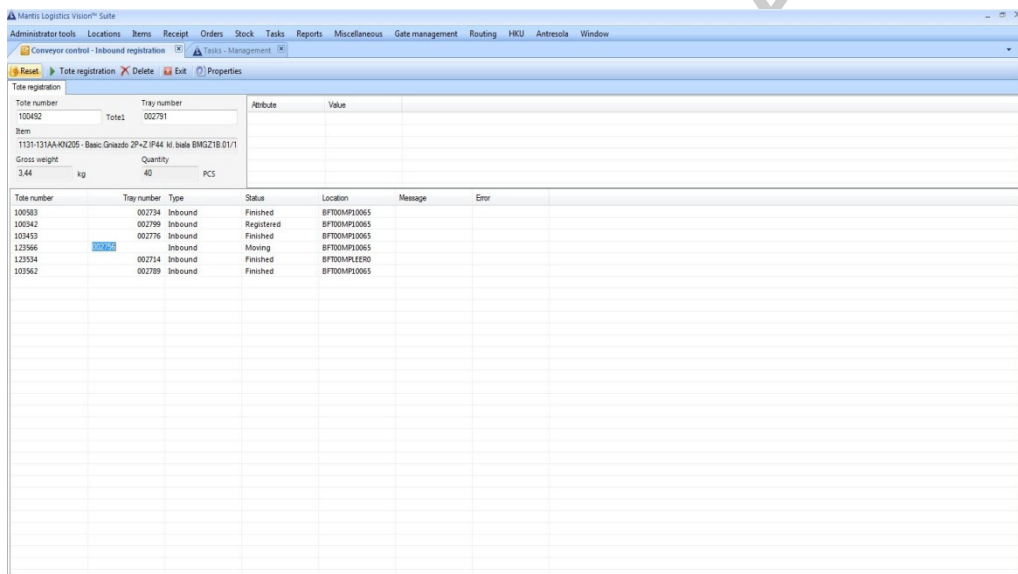 Mantis Logistics Vision™ Suite
Administrator tools Locations Items Receipt Orders Stock Tasks Reports Miscellaneous Gate management Routing HKU Antresola Window
Conveyor control - Inbound registration Tasks - Management
Reset Tote registration Delete Exit Properties
Tote registration
Tote number Tray number Attribute Value
100492 Tote1 002791
Item
1131-131AA-KN205 - Basic.Gniazdo 2P+Z IP44 kl. biała BMGZ1B.01/1
Gross weight Quantity
3,44 kg 40 PCS
Tote number Tray number Type Status Location Message Error
100583 002734 Inbound Finished BFT00MP10065
100342 002799 Inbound Registered BFT00MP10065
103453 002776 Inbound Finished BFT00MP10065
123566 002756 Inbound Moving BFT00MP10065
123534 002714 Inbound Finished BFT00MPLEER0
103562 002789 Inbound Finished BFT00MP10065